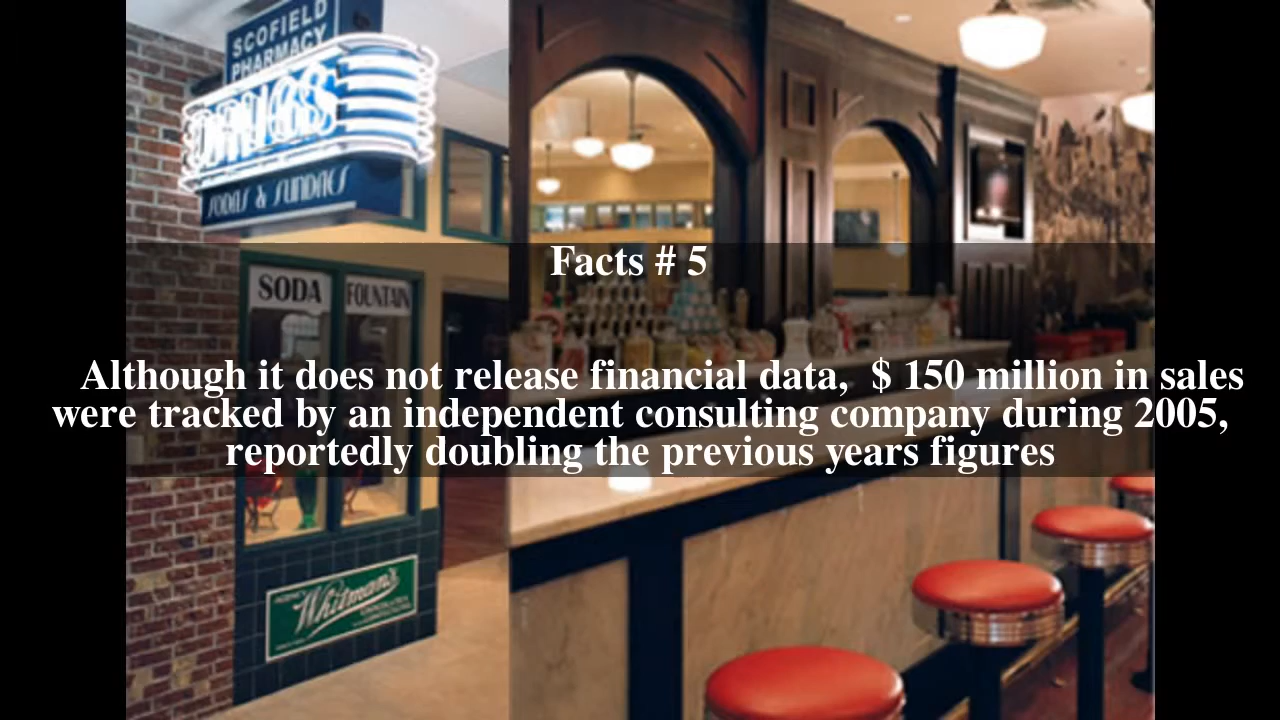 SCOFIELD
PHARMACY
DRUGS
SODAS & SUNDRIES
SODA FOUNTAIN
Facts # 5
Although it does not release financial data, $ 150 million in sales
were tracked by an independent consulting company during 2005,
reportedly doubling the previous years figures
Whitman's